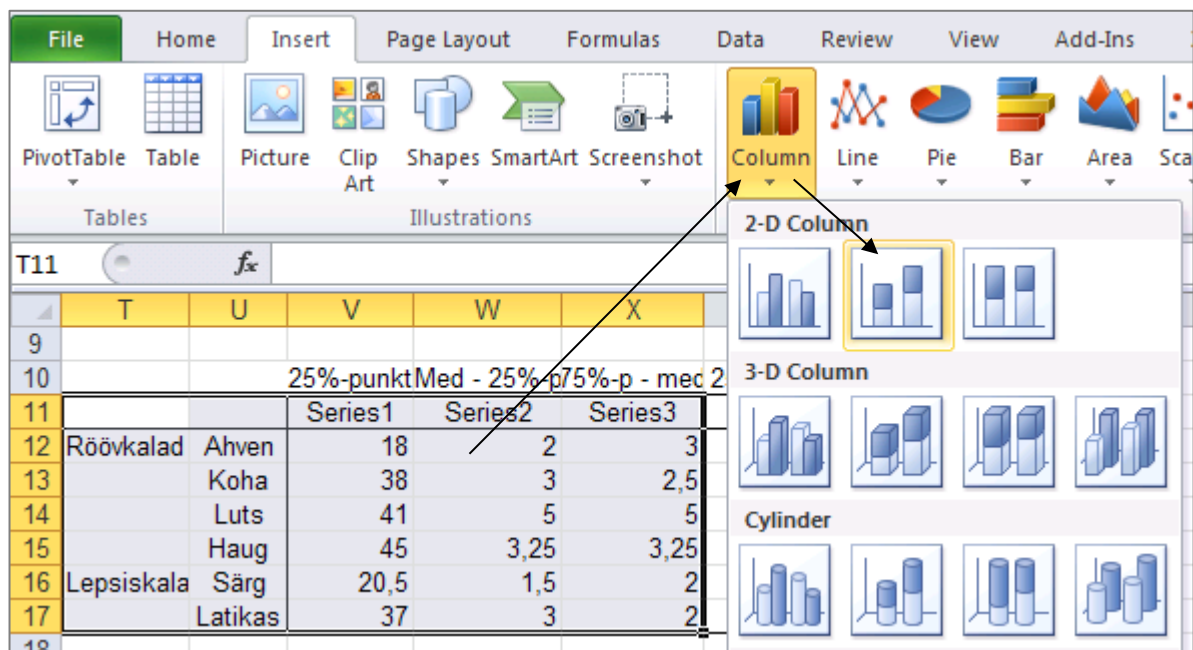 File Home Insert Page Layout Formulas Data Review View Add-Ins
PivotTable Table Picture Clip Art Shapes SmartArt Screenshot Column Line Pie Bar Area Sca
Tables Illustrations
2-D Column
T11 fx
T U V W X
9
10 25%-punkt Med - 25%-p 75%-p - med 2
3-D Column
11 Series1 Series2 Series3
12 Röövkalad Ahven 18 2 3
13 Koha 38 3 2,5
14 Luts 41 5 5
Cylinder
15 Haug 45 3,25 3,25
16 Lepsiskala Särg 20,5 1,5 2
17 Latikas 37 3 2
18